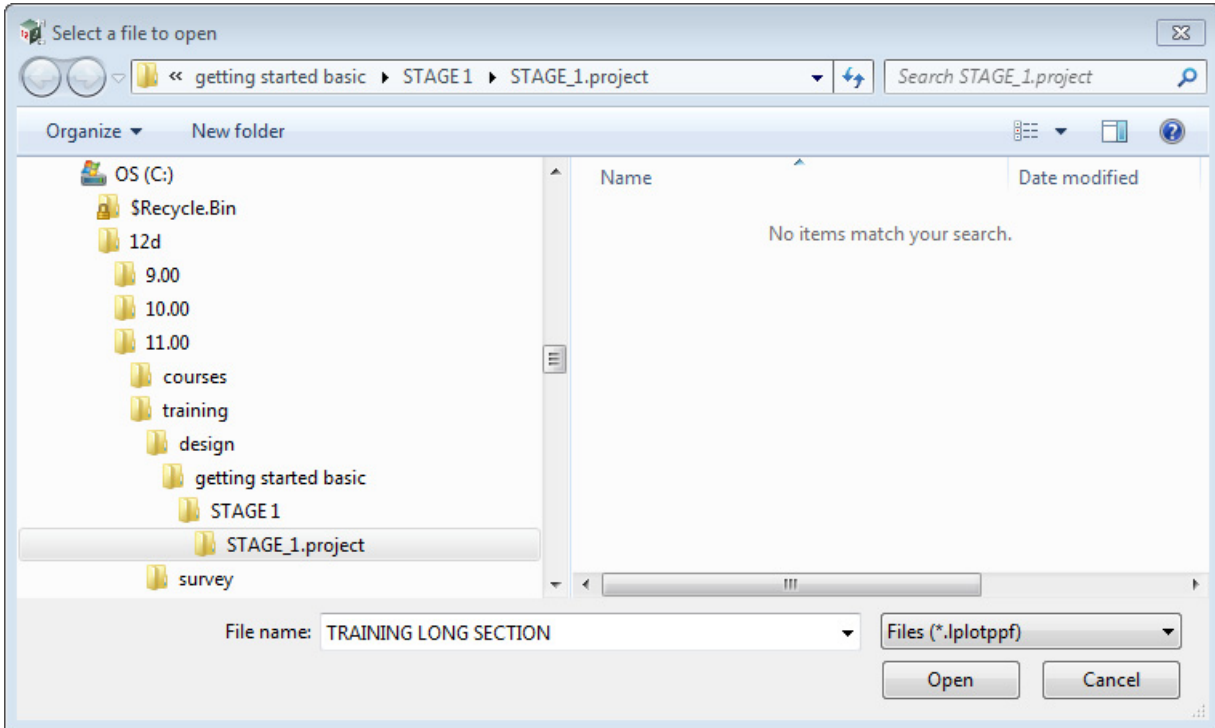 Select a file to open
« getting started basic ▸ STAGE 1 ▸ STAGE_1.project
Search STAGE_1.project
Organize ▾ New folder
OS (C:)
$Recycle.Bin
12d
9.00
10.00
11.00
courses
training
design
getting started basic
STAGE 1
STAGE_1.project
survey
Name Date modified
No items match your search.
File name: TRAINING LONG SECTION Files (*.lplotppf)
Open Cancel